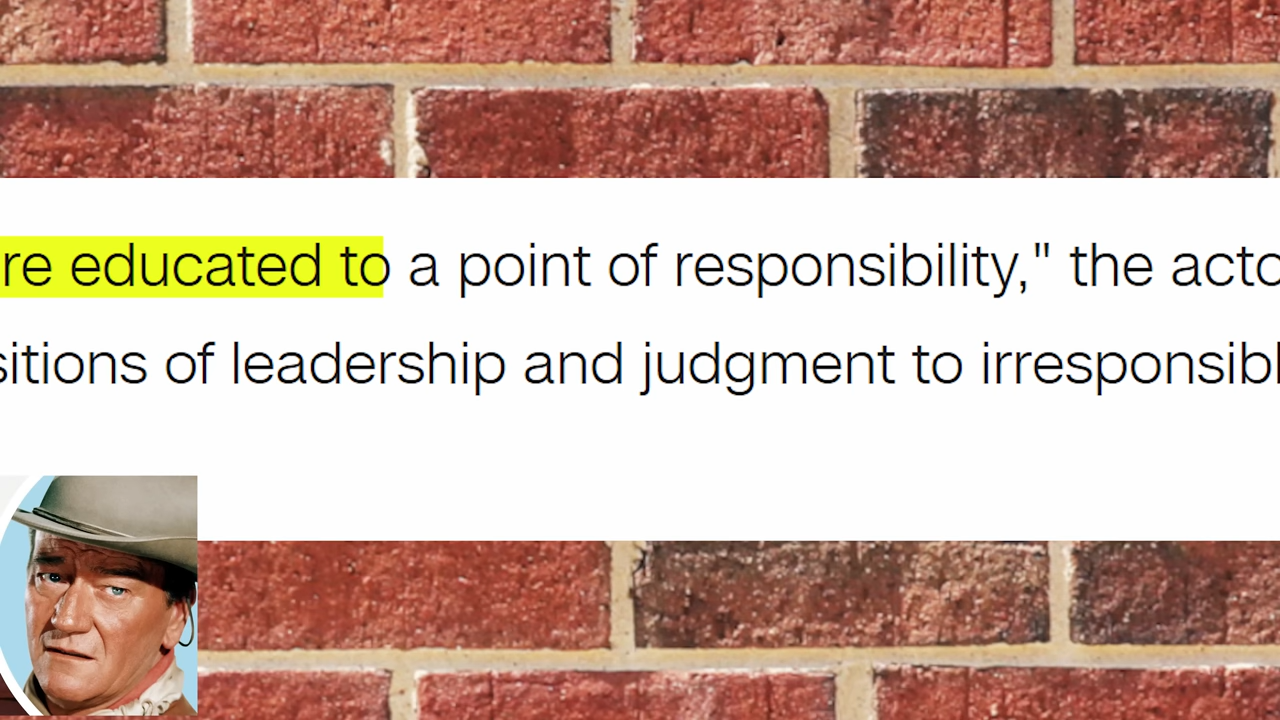 re educated to a point of responsibility," the acto
sitions of leadership and judgment to irresponsibl